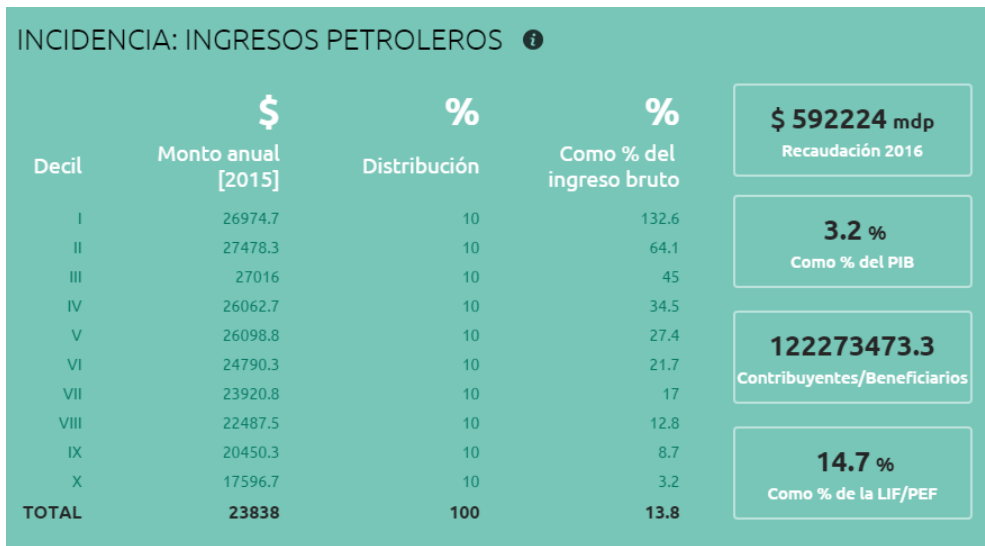 INCIDENCIA: INGRESOS PETROLEROS i
$ % %
Decil Monto anual [2015] Distribución Como % del ingreso bruto
I 26974.7 10 132.6
II 27478.3 10 64.1
III 27016 10 45
IV 26062.7 10 34.5
V 26098.8 10 27.4
VI 24790.3 10 21.7
VII 23920.8 10 17
VIII 22487.5 10 12.8
IX 20450.3 10 8.7
X 17596.7 10 3.2
TOTAL 23838 100 13.8
$ 592224 mdp
Recaudación 2016
3.2 %
Como % del PIB
122273473.3
Contribuyentes/Beneficiarios
14.7 %
Como % de la LIF/PEF